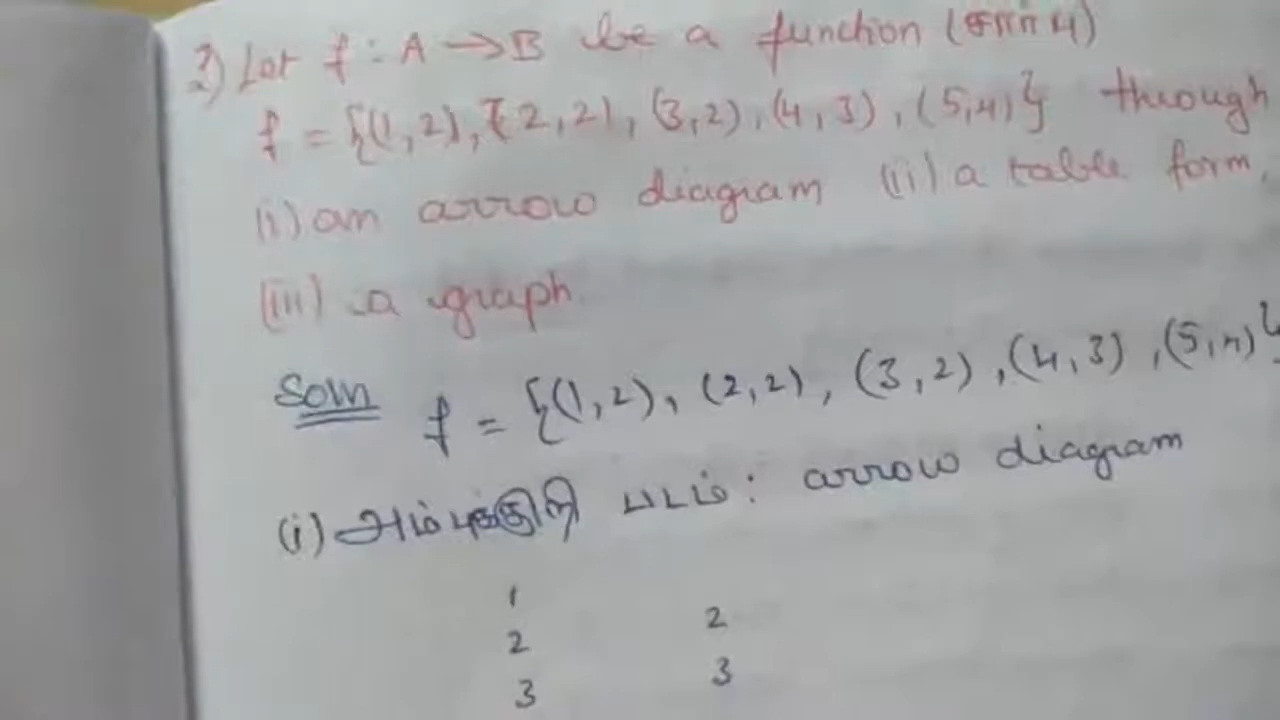 2) Let f : A → B be a function (சார்பு)
f = {(1,2), (2,2), (3,2), (4,3), (5,4)} through
(i) an arrow diagram (ii) a table form,
(iii) a graph.
Soln f = {(1,2), (2,2), (3,2), (4,3), (5,4)}
(i) அம்புக்குறி படம் : arrow diagram
1
2 2
3 3